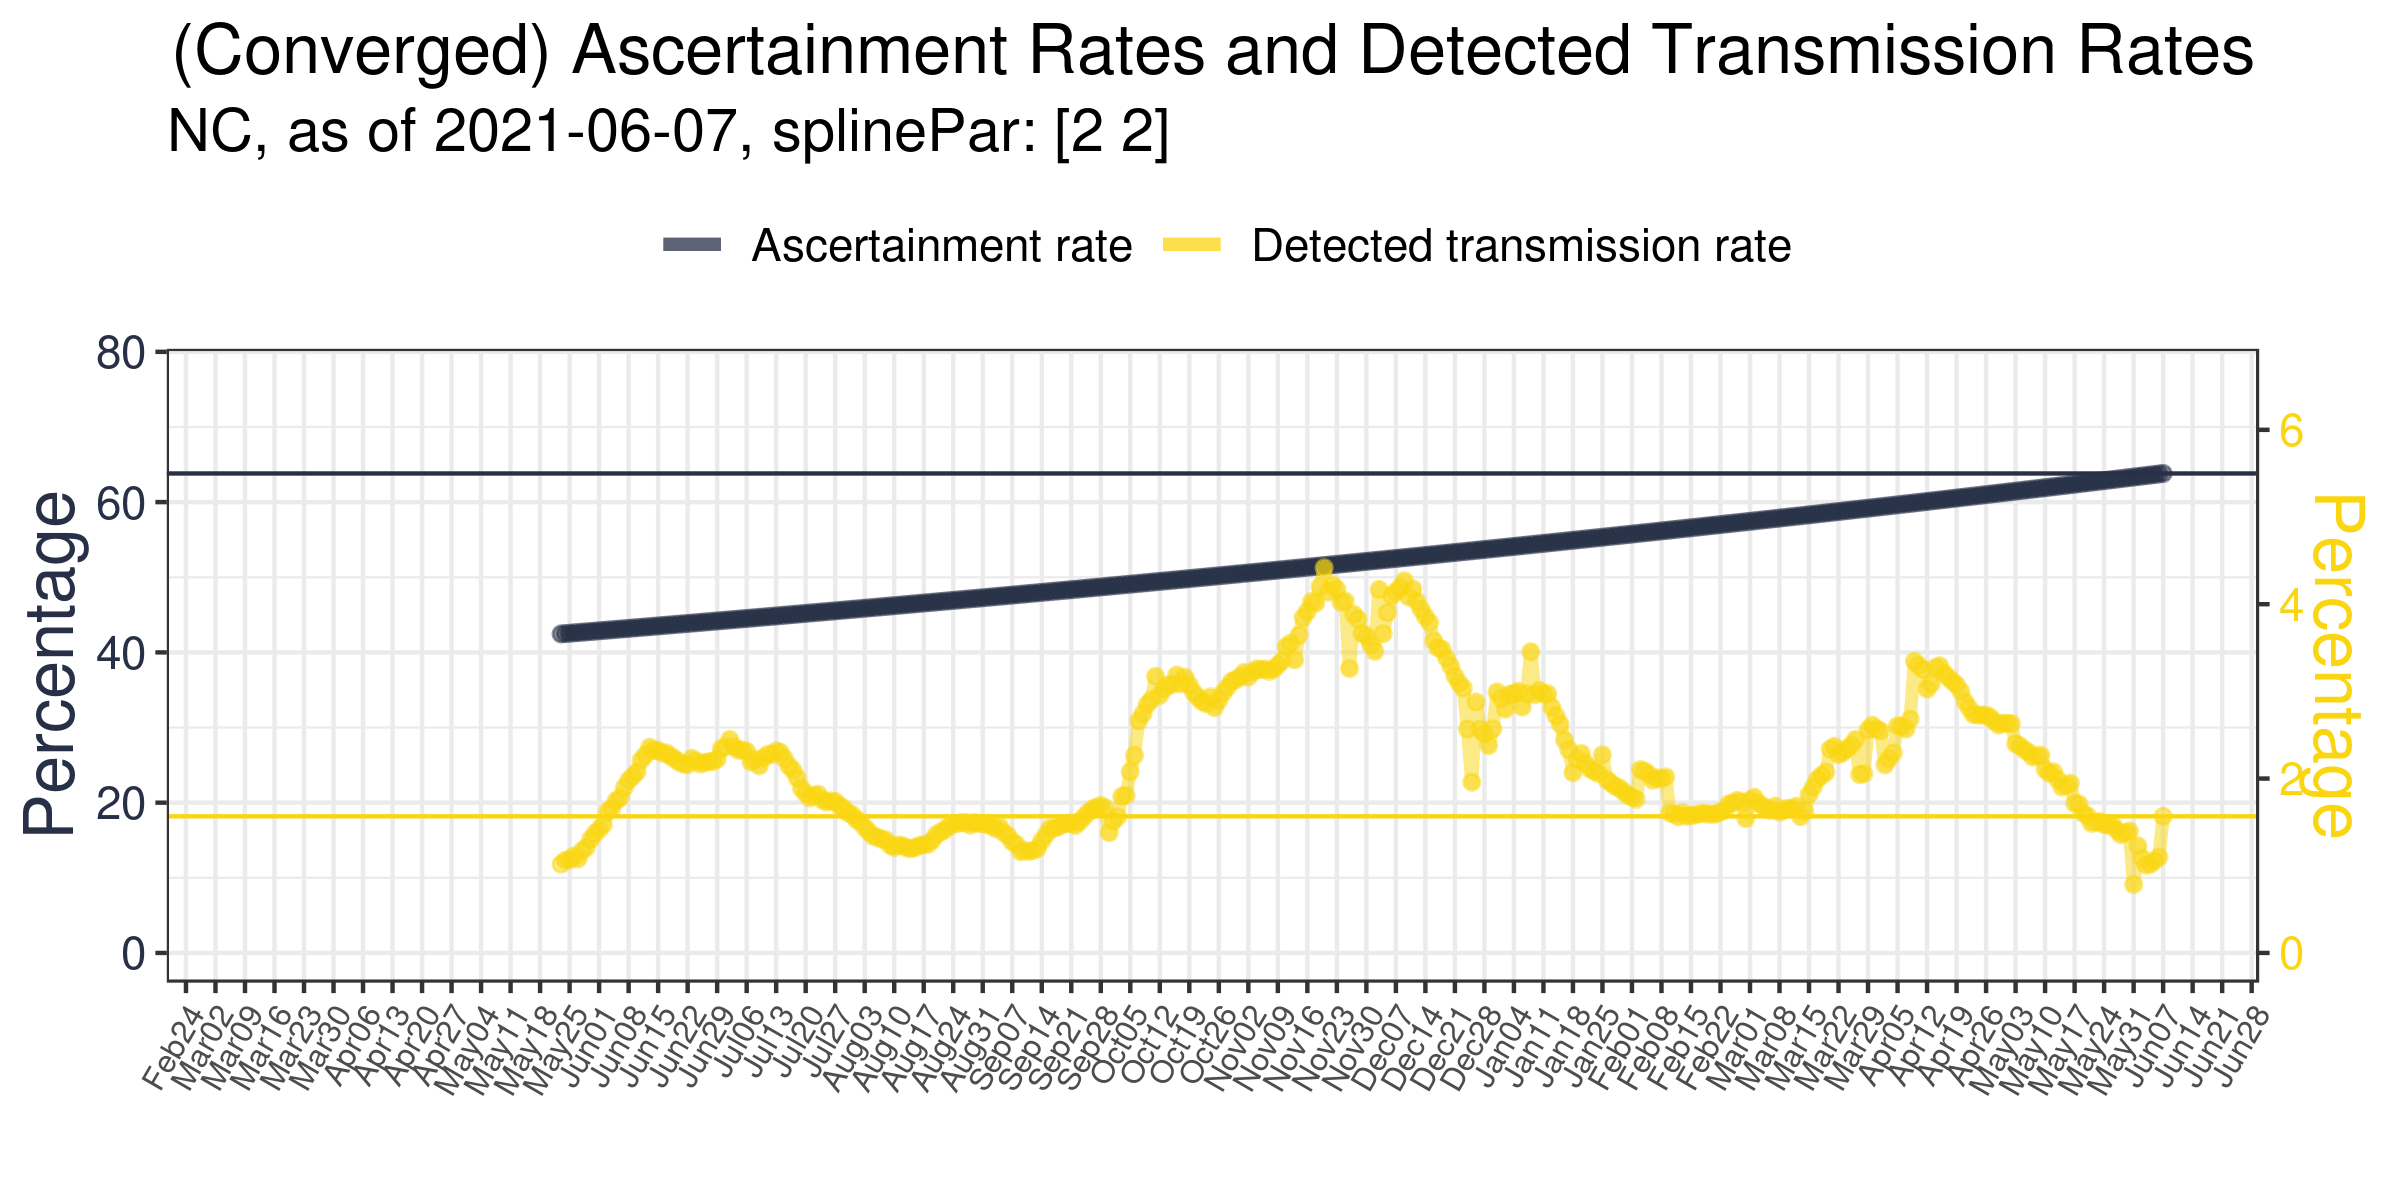 (Converged) Ascertainment Rates and Detected Transmission Rates
NC, as of 2021-06-07, splinePar: [2 2]
Ascertainment rate
Detected transmission rate
Percentage
80
60
40
20
0
6
4
2
0
Percentage
Feb24
Mar02
Mar09
Mar16
Mar23
Mar30
Apr06
Apr13
Apr20
Apr27
May04
May11
May18
May25
Jun01
Jun08
Jun15
Jun22
Jun29
Jul06
Jul13
Jul20
Jul27
Aug03
Aug10
Aug17
Aug24
Aug31
Sep07
Sep14
Sep21
Sep28
Oct05
Oct12
Oct19
Oct26
Nov02
Nov09
Nov16
Nov23
Nov30
Dec07
Dec14
Dec21
Dec28
Jan04
Jan11
Jan18
Jan25
Feb01
Feb08
Feb15
Feb22
Mar01
Mar08
Mar15
Mar22
Mar29
Apr05
Apr12
Apr19
Apr26
May03
May10
May17
May24
May31
Jun07
Jun14
Jun21
Jun28